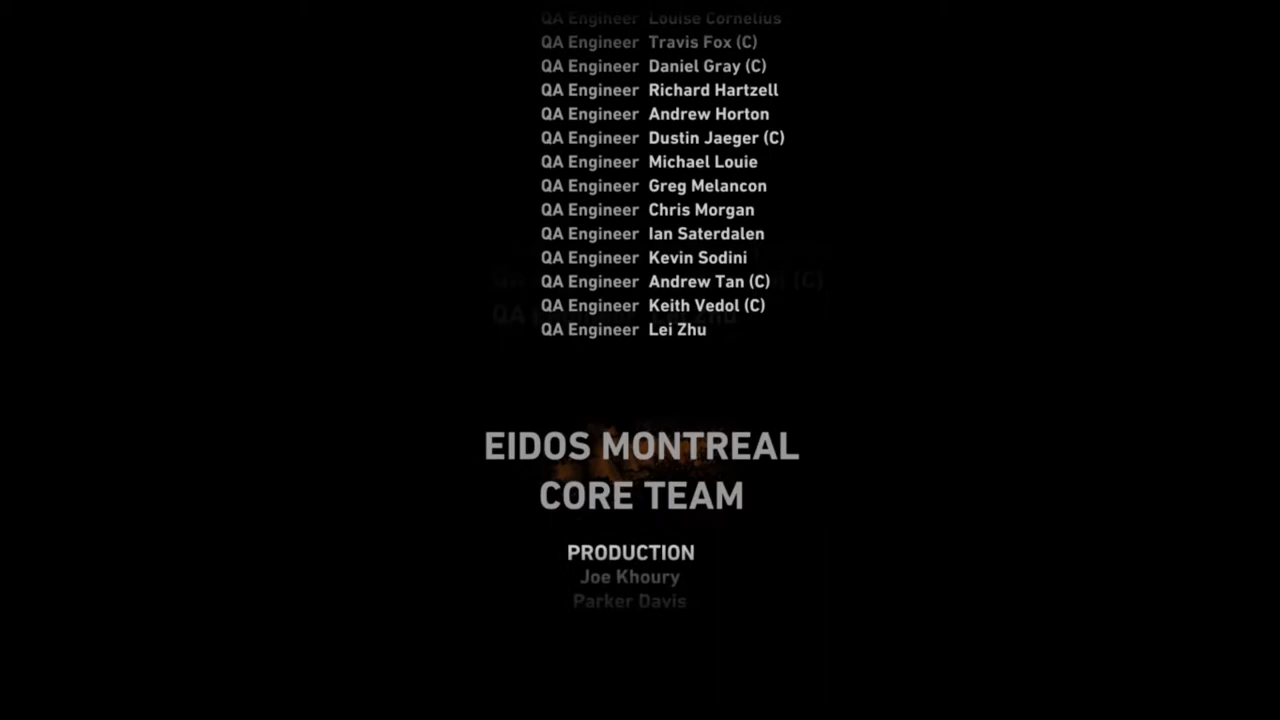 QA Engineer Louise Cornelius
QA Engineer Travis Fox (C)
QA Engineer Daniel Gray (C)
QA Engineer Richard Hartzell
QA Engineer Andrew Horton
QA Engineer Dustin Jaeger (C)
QA Engineer Michael Louie
QA Engineer Greg Melancon
QA Engineer Chris Morgan
QA Engineer Ian Saterdalen
QA Engineer Kevin Sodini
QA Engineer Andrew Tan (C)
QA Engineer Keith Vedol (C)
QA Engineer Lei Zhu
EIDOS MONTREAL
CORE TEAM
PRODUCTION
Joe Khoury
Parker Davis